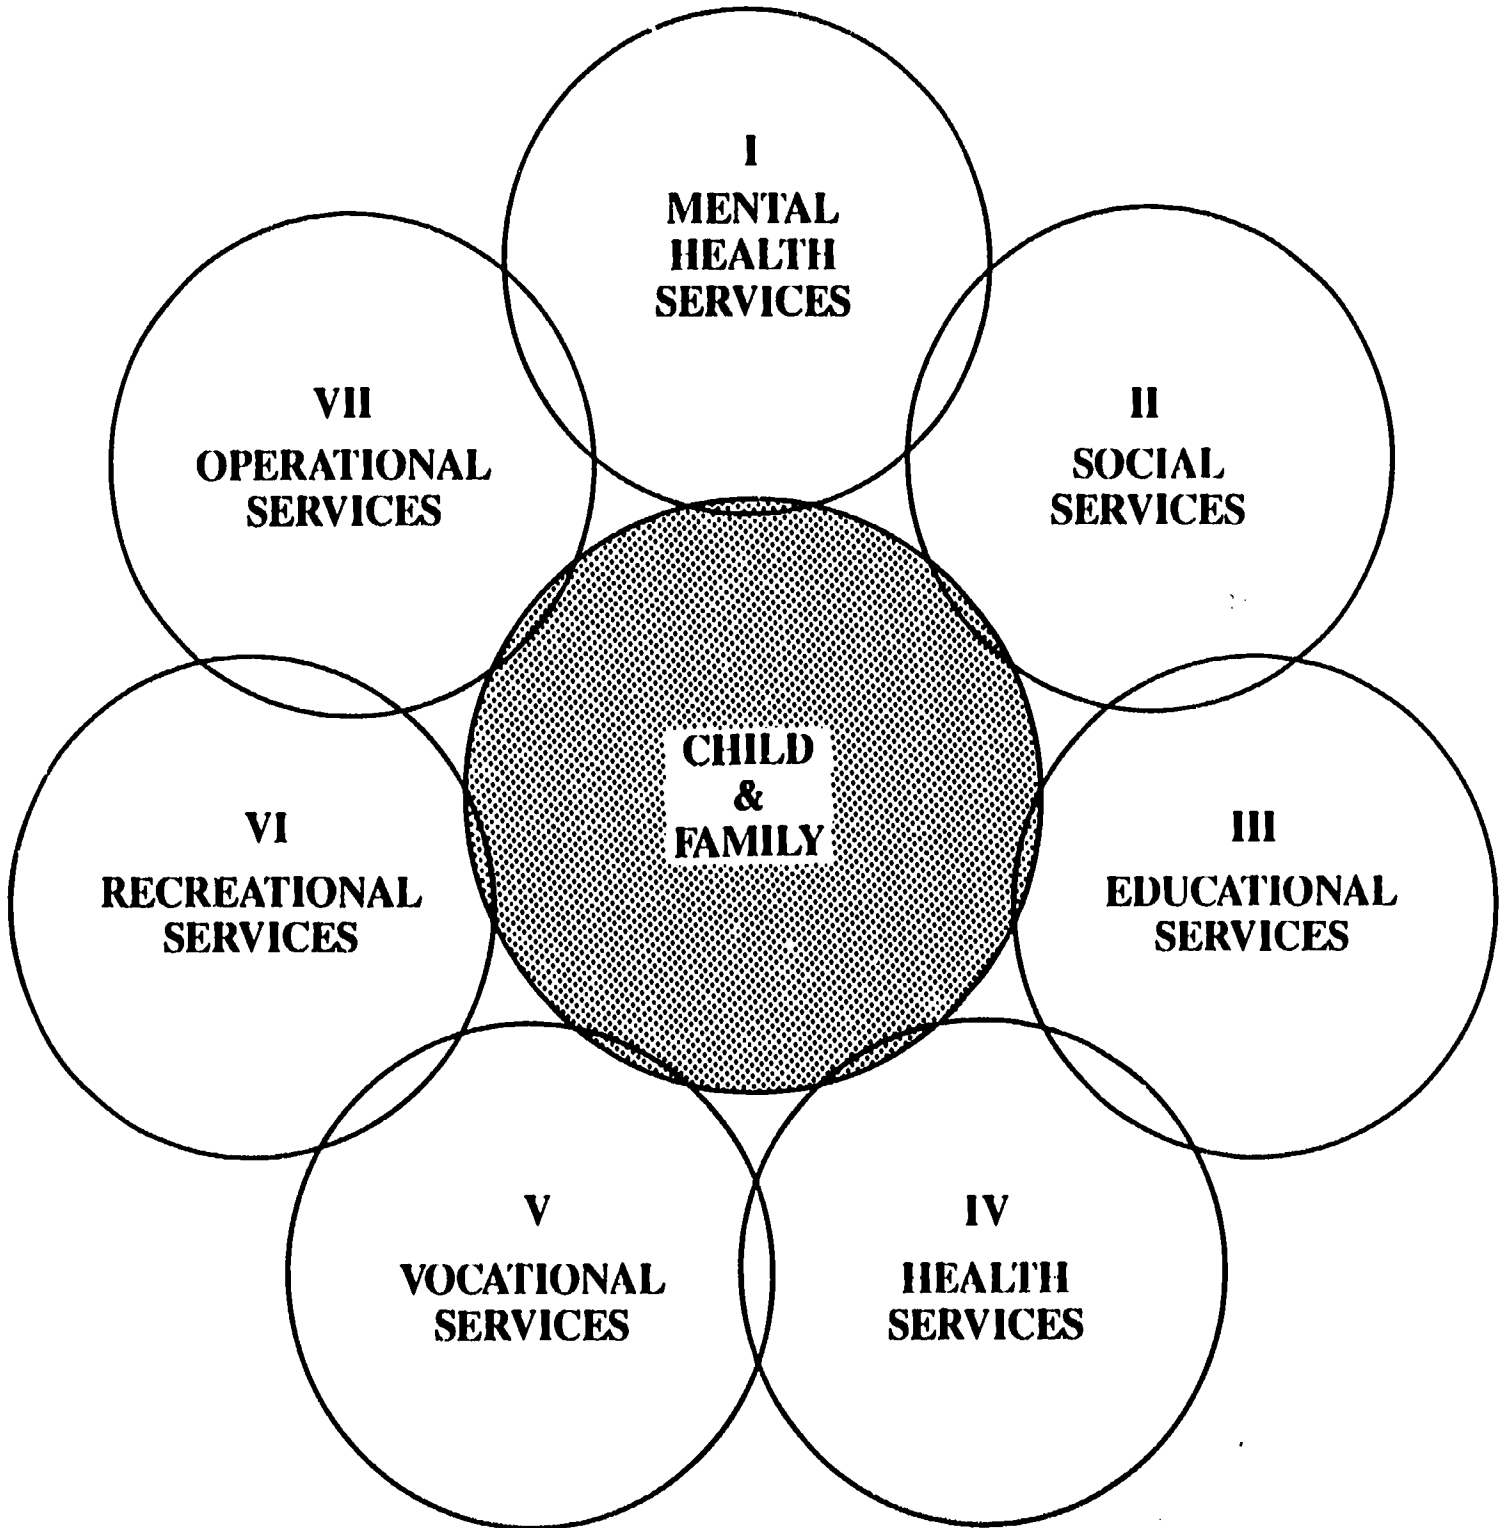 I
MENTAL
HEALTH
SERVICES
II
SOCIAL
SERVICES
III
EDUCATIONAL
SERVICES
IV
HEALTH
SERVICES
V
VOCATIONAL
SERVICES
VI
RECREATIONAL
SERVICES
VII
OPERATIONAL
SERVICES
CHILD
&
FAMILY